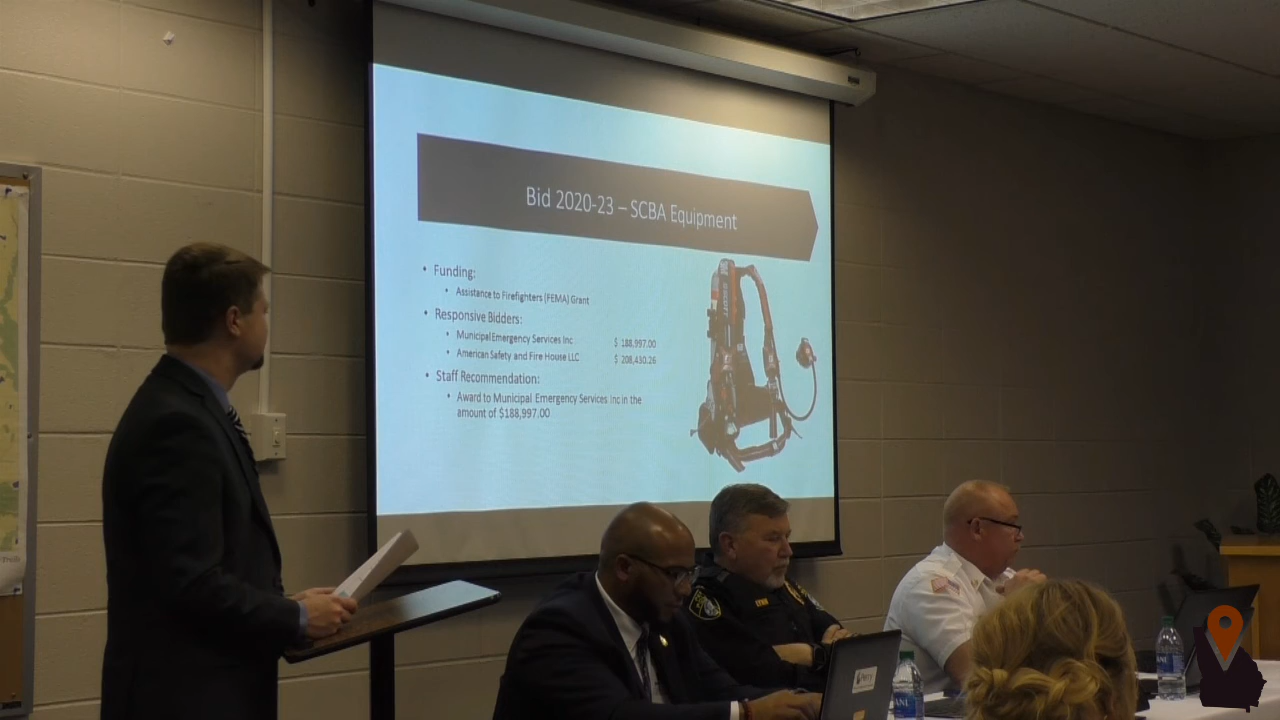 Bid 2020-23 – SCBA Equipment
• Funding:
• Assistance to Firefighters (FEMA) Grant
• Responsive Bidders:
• Municipal Emergency Services Inc $ 188,997.00
• American Safety and Fire House LLC $ 208,430.26
• Staff Recommendation:
• Award to Municipal Emergency Services Inc in the
amount of $188,997.00
SCOTT
Perry